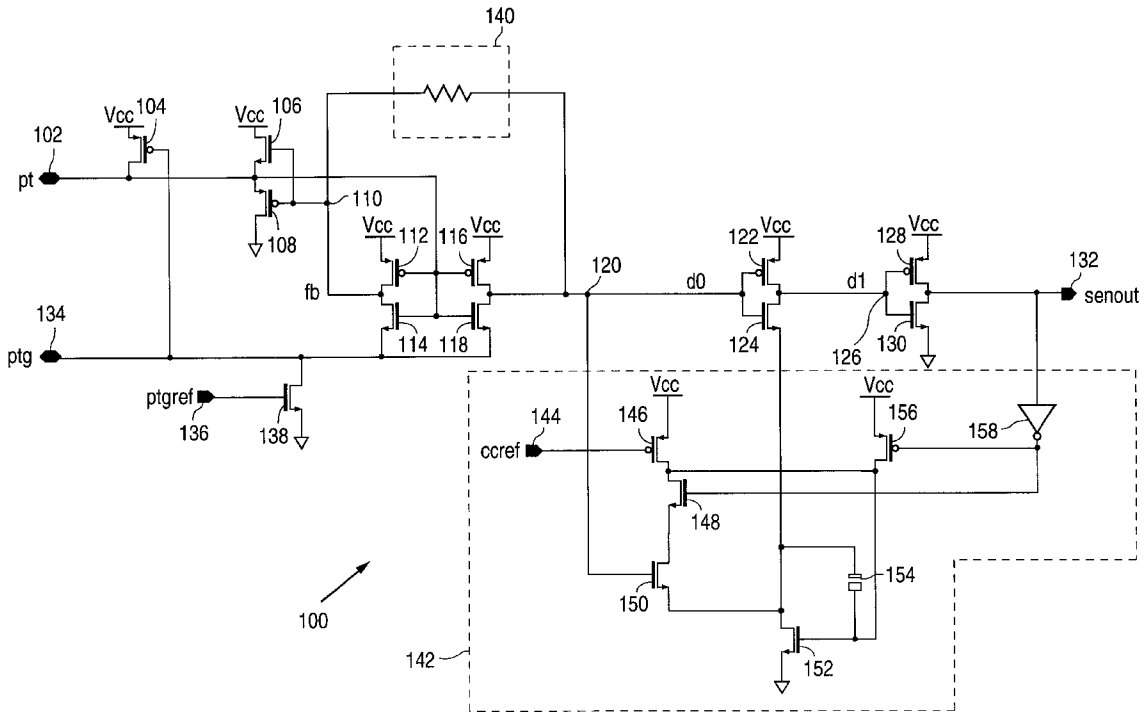 140
Vcc 104
Vcc 106
102
pt
110
108
Vcc 112
116 Vcc
fb
114
118
120
d0
122 Vcc
124
d1
126
128 Vcc
130
132
senout
134
ptg
ptgref
136
138
144
ccref
146 Vcc
148
150
Vcc
156
158
154
152
142
100